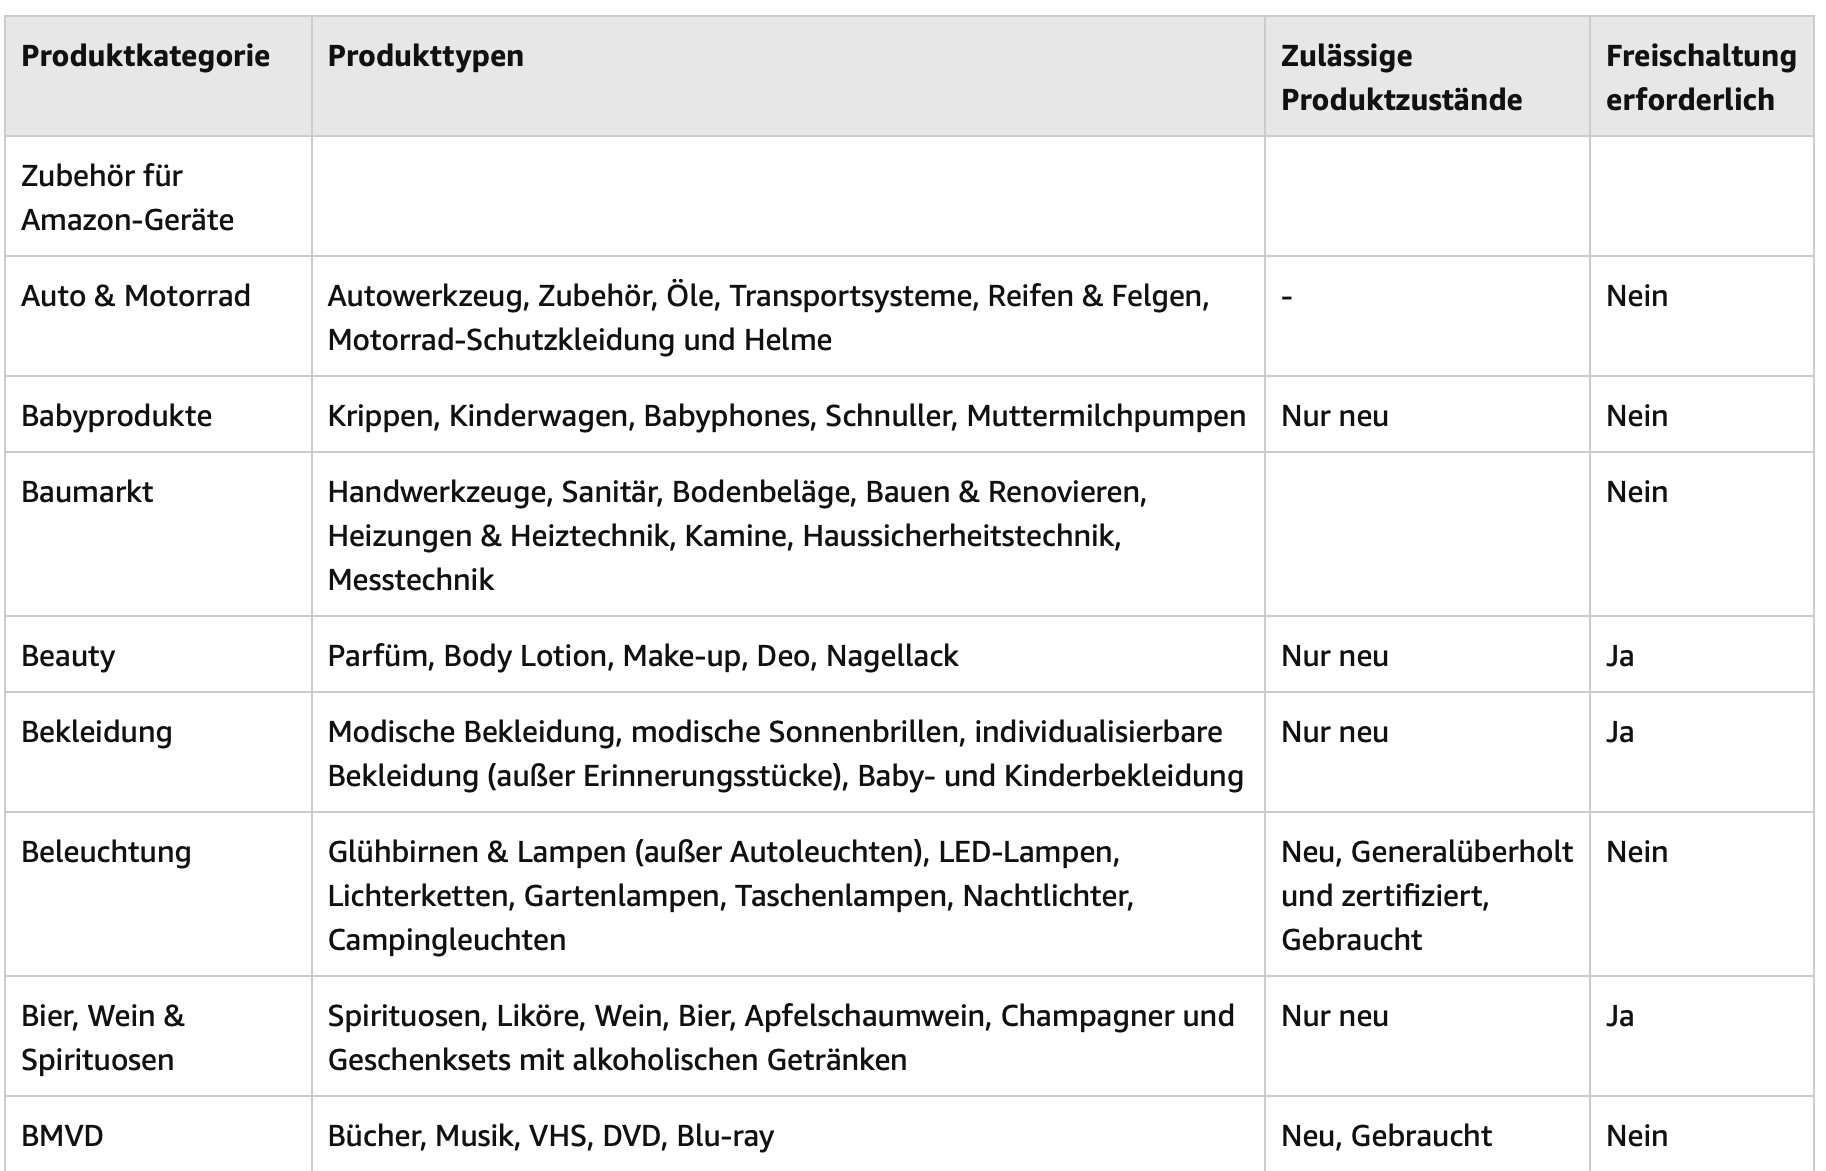 Produktkategorie
Produkttypen
Zulässige
Produktzustände
Freischaltung
erforderlich
Zubehör für
Amazon-Geräte
Auto & Motorrad
Autowerkzeug, Zubehör, Öle, Transportsysteme, Reifen & Felgen,
Motorrad-Schutzkleidung und Helme
-
Nein
Babyprodukte
Krippen, Kinderwagen, Babyphones, Schnuller, Muttermilchpumpen
Nur neu
Nein
Baumarkt
Handwerkzeuge, Sanitär, Bodenbeläge, Bauen & Renovieren,
Heizungen & Heiztechnik, Kamine, Haussicherheitstechnik,
Messtechnik
Nein
Beauty
Parfüm, Body Lotion, Make-up, Deo, Nagellack
Nur neu
Ja
Bekleidung
Modische Bekleidung, modische Sonnenbrillen, individualisierbare
Bekleidung (außer Erinnerungsstücke), Baby- und Kinderbekleidung
Nur neu
Ja
Beleuchtung
Glühbirnen & Lampen (außer Autoleuchten), LED-Lampen,
Lichterketten, Gartenlampen, Taschenlampen, Nachtlichter,
Campingleuchten
Neu, Generalüberholt
und zertifiziert,
Gebraucht
Nein
Bier, Wein &
Spirituosen
Spirituosen, Liköre, Wein, Bier, Apfelschaumwein, Champagner und
Geschenksets mit alkoholischen Getränken
Nur neu
Ja
BMVD
Bücher, Musik, VHS, DVD, Blu-ray
Neu, Gebraucht
Nein